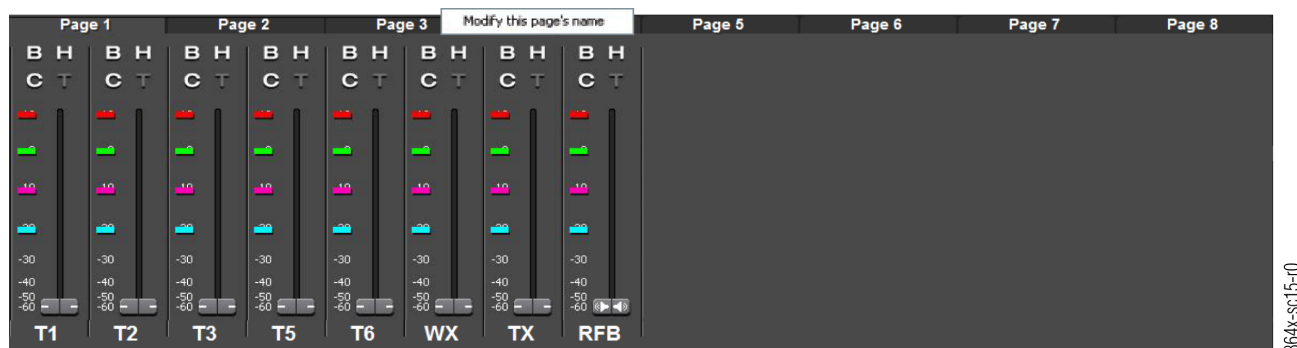 Page 1 Page 2 Page 3 Modify this page's name Page 5 Page 6 Page 7 Page 8
B H B H B H B H B H B H B H B H
C T C T C T C T C T C T C T C T
-30 -30 -30 -30 -30 -30 -30 -30
-40 -40 -40 -40 -40 -40 -40 -40
-50 -50 -50 -50 -50 -50 -50 -50
-60 -60 -60 -60 -60 -60 -60 -60
T1 T2 T3 T5 T6 WX TX RFB